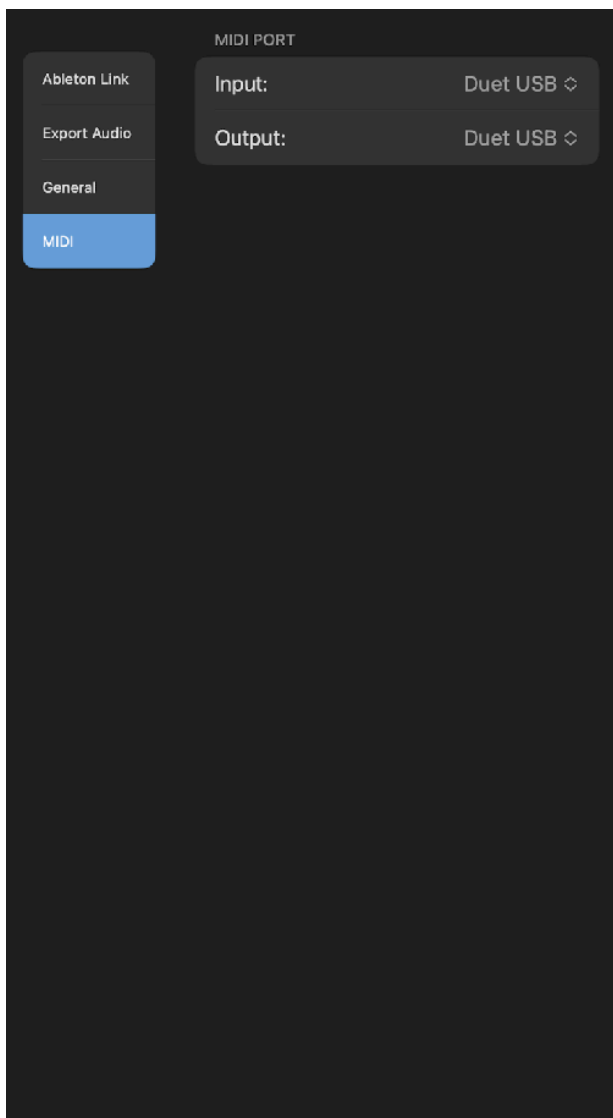 Ableton Link
Export Audio
General
MIDI
MIDI PORT
Input: Duet USB
Output: Duet USB